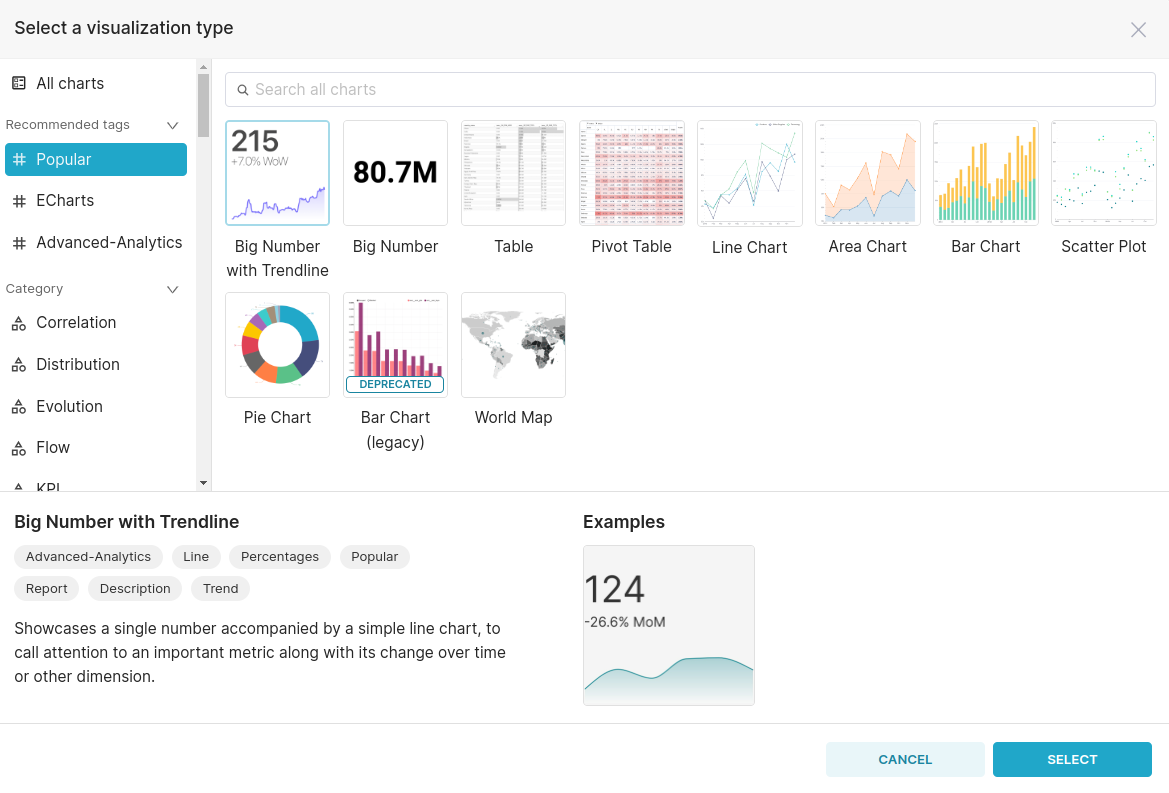 Select a visualization type
All charts
Recommended tags
Popular
ECharts
Advanced-Analytics
Category
Correlation
Distribution
Evolution
Flow
KPI
Search all charts
215
+7.0% WoW
Big Number
with Trendline
80.7M
Big Number
Table
Pivot Table
Line Chart
Area Chart
Bar Chart
Scatter Plot
Pie Chart
DEPRECATED
Bar Chart
(legacy)
World Map
Big Number with Trendline
Advanced-Analytics
Line
Percentages
Popular
Report
Description
Trend
Showcases a single number accompanied by a simple line chart, to
call attention to an important metric along with its change over time
or other dimension.
Examples
124
-26.6% MoM
CANCEL
SELECT